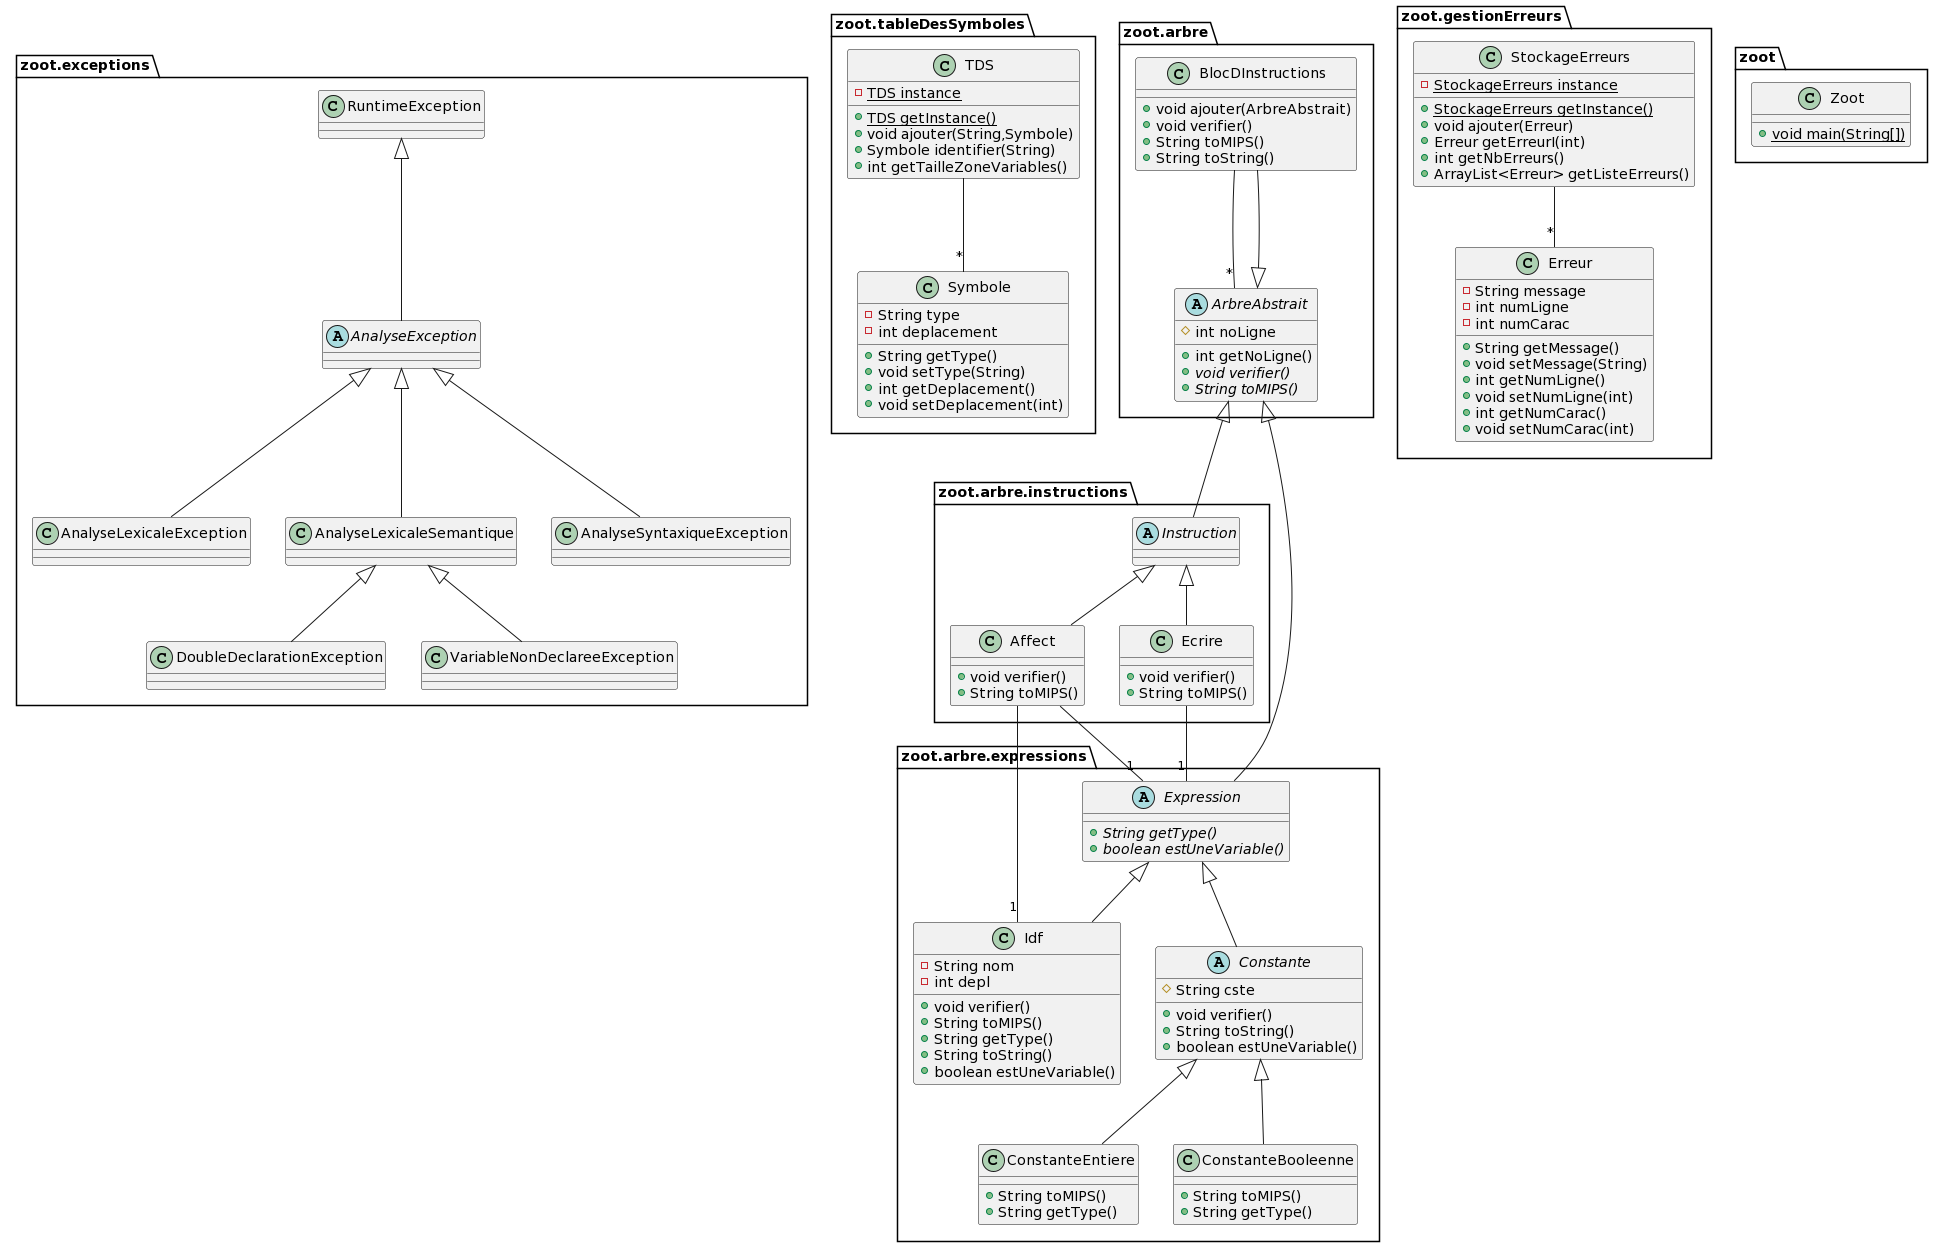 zoot.exceptions
C RuntimeException
A AnalyseException
C AnalyseLexicaleException
C AnalyseLexicaleSemantique
C AnalyseSyntaxiqueException
C DoubleDeclarationException
C VariableNonDeclareeException
zoot.tableDesSymboles
C TDS
TDS instance
TDS getInstance()
void ajouter(String,Symbole)
Symbole identifier(String)
int getTailleZoneVariables()
*
C Symbole
String type
int deplacement
String getType()
void setType(String)
int getDeplacement()
void setDeplacement(int)
zoot.arbre
C BlocDInstructions
void ajouter(ArbreAbstrait)
void verifier()
String toMIPS()
String toString()
*
A ArbreAbstrait
int noLigne
int getNoLigne()
void verifier()
String toMIPS()
zoot.gestionErreurs
C StockageErreurs
StockageErreurs instance
StockageErreurs getInstance()
void ajouter(Erreur)
Erreur getErreurI(int)
int getNbErreurs()
ArrayList<Erreur> getListeErreurs()
*
C Erreur
String message
int numLigne
int numCarac
String getMessage()
void setMessage(String)
int getNumLigne()
void setNumLigne(int)
int getNumCarac()
void setNumCarac(int)
zoot
C Zoot
void main(String[])
zoot.arbre.instructions
A Instruction
C Affect
void verifier()
String toMIPS()
C Ecrire
void verifier()
String toMIPS()
zoot.arbre.expressions
1
1
A Expression
String getType()
boolean estUneVariable()
1
C Idf
String nom
int depl
void verifier()
String toMIPS()
String getType()
String toString()
boolean estUneVariable()
A Constante
String cste
void verifier()
String toString()
boolean estUneVariable()
C ConstanteEntiere
String toMIPS()
String getType()
C ConstanteBooleenne
String toMIPS()
String getType()